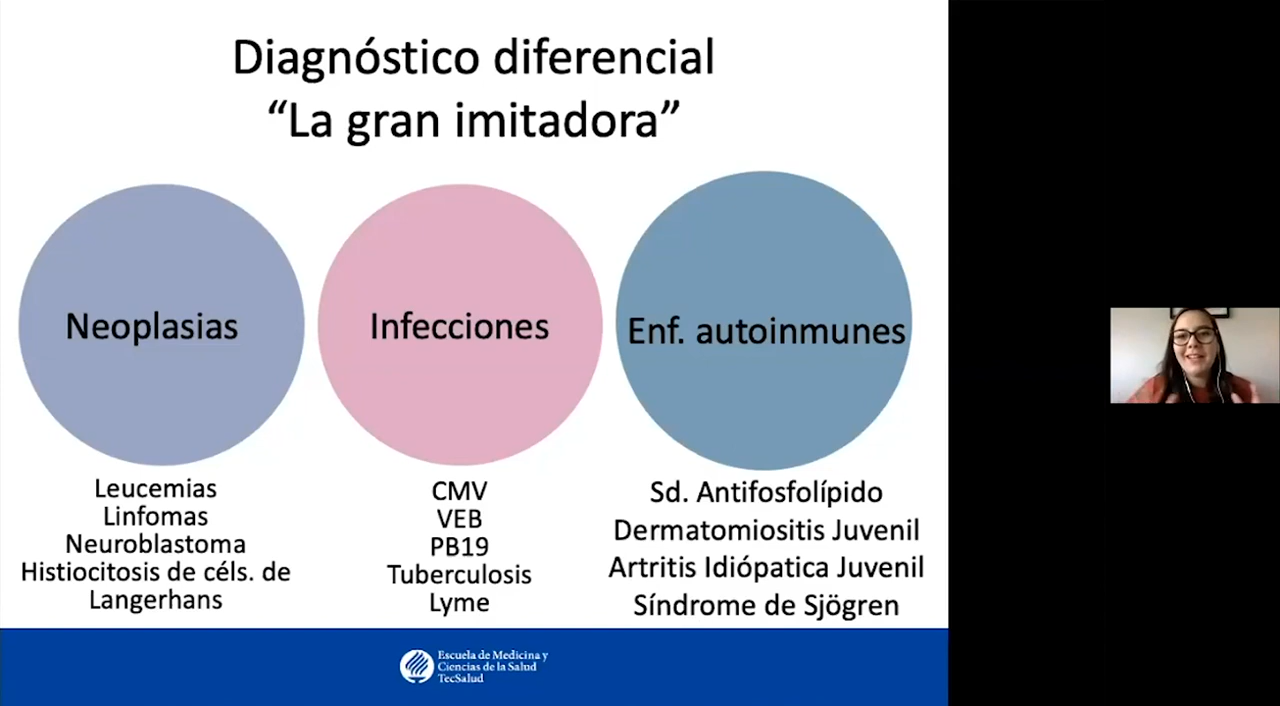 Diagnóstico diferencial
“La gran imitadora”
Neoplasias
Infecciones
Enf. autoinmunes
Leucemias
Linfomas
Neuroblastoma
Histiocitosis de céls. de
Langerhans
CMV
VEB
PB19
Tuberculosis
Lyme
Sd. Antifosfolípido
Dermatomiositis Juvenil
Artritis Idiópatica Juvenil
Síndrome de Sjögren
Escuela de Medicina y
Ciencias de la Salud
TecSalud